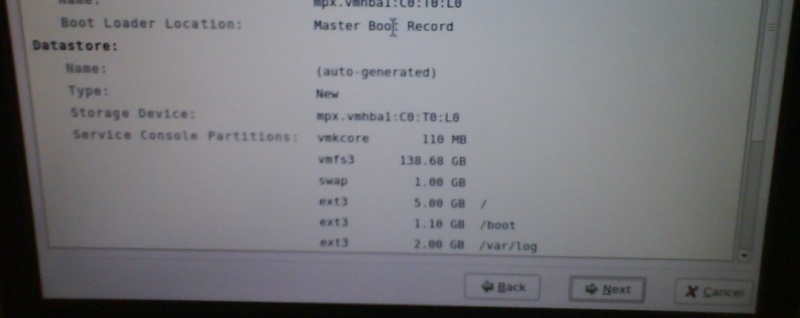 Name: mpx.vmhba1:C0:T0:L0
Boot Loader Location: Master Boot Record
Datastore:
Name: (auto-generated)
Type: New
Storage Device: mpx.vmhba1:C0:T0:L0
Service Console Partitions: vmkcore 110 MB
vmfs3 138.68 GB
swap 1.00 GB
ext3 5.00 GB /
ext3 1.10 GB /boot
ext3 2.00 GB /var/log
Back Next Cancel